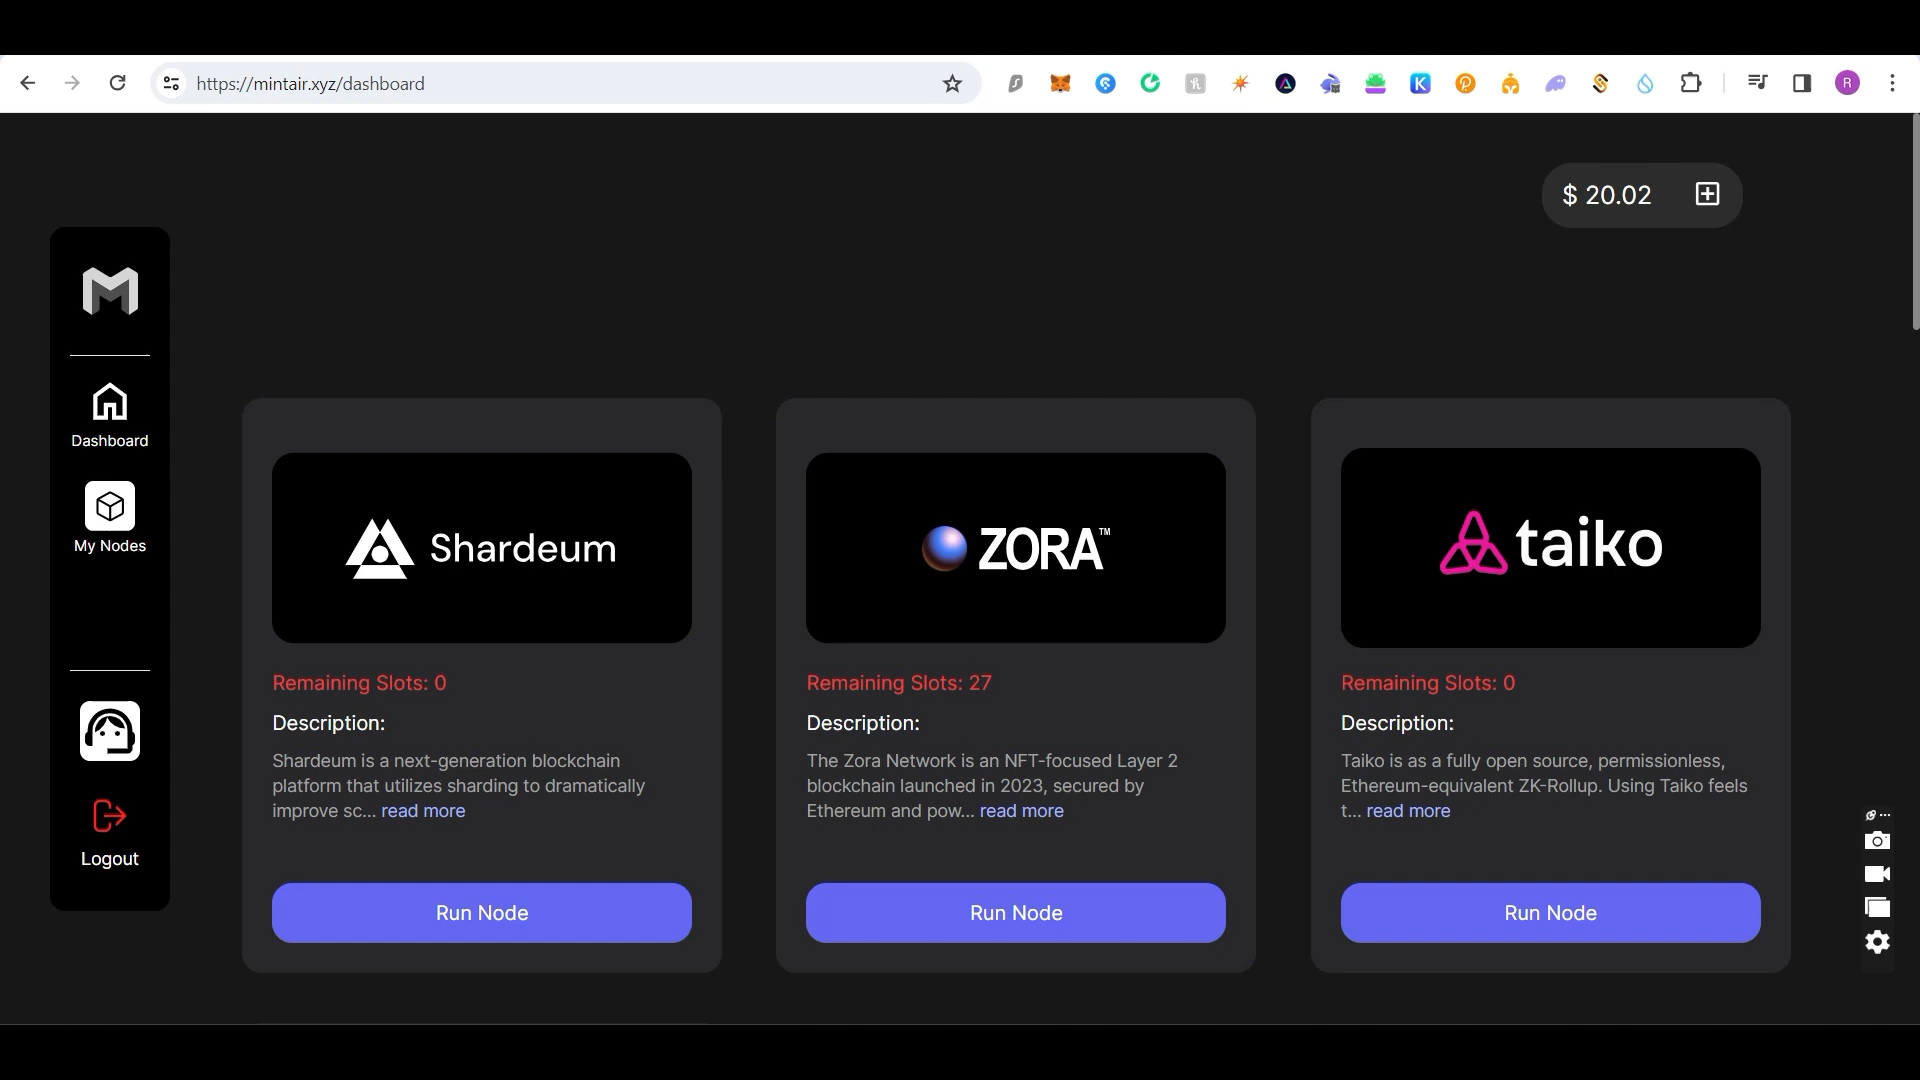 https://mintair.xyz/dashboard
R
$ 20.02
Dashboard
My Nodes
Logout
Shardeum
Remaining Slots: 0
Description:
Shardeum is a next-generation blockchain
platform that utilizes sharding to dramatically
improve sc... read more
Run Node
ZORA™
Remaining Slots: 27
Description:
The Zora Network is an NFT-focused Layer 2
blockchain launched in 2023, secured by
Ethereum and pow... read more
Run Node
taiko
Remaining Slots: 0
Description:
Taiko is as a fully open source, permissionless,
Ethereum-equivalent ZK-Rollup. Using Taiko feels
t... read more
Run Node